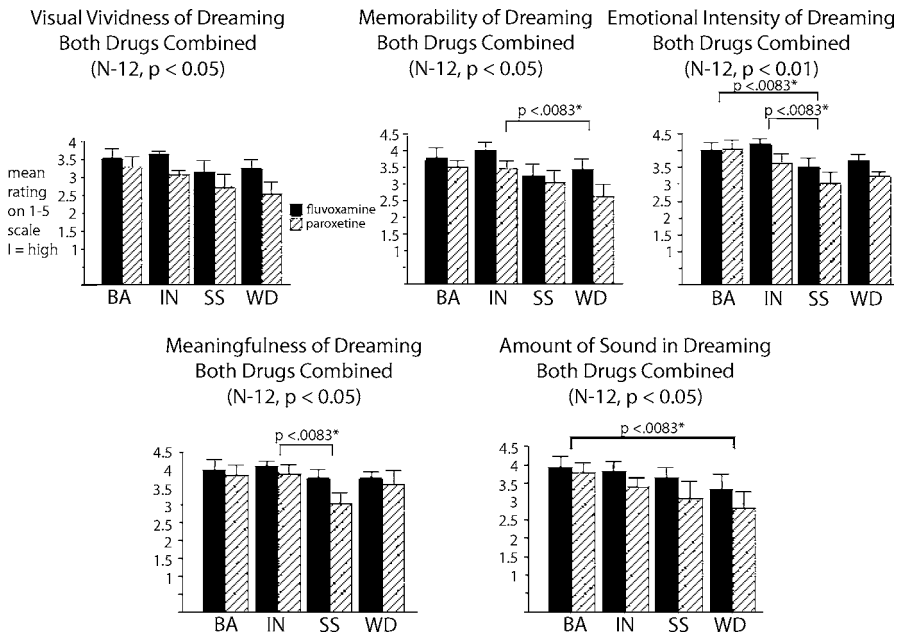 Visual Vividness of Dreaming
Both Drugs Combined
(N-12, p < 0.05)
mean
rating
on 1-5
scale
I = high
4
3.5
3
2.5
2
1.5
1
BA IN SS WD
fluvoxamine
paroxetine
Memorability of Dreaming
Both Drugs Combined
(N-12, p < 0.05)
p <.0083*
4.5
4
3.5
3
2.5
2
1.5
1
BA IN SS WD
Emotional Intensity of Dreaming
Both Drugs Combined
(N-12, p < 0.01)
p <.0083*
p <.0083*
4.5
4
3.5
3
2.5
2
1.5
1
BA IN SS WD
Meaningfulness of Dreaming
Both Drugs Combined
(N-12, p < 0.05)
p <.0083*
4.5
4
3.5
3
2.5
2
1.5
1
BA IN SS WD
Amount of Sound in Dreaming
Both Drugs Combined
(N-12, p < 0.05)
p <.0083*
4.5
4
3.5
3
2.5
2
1.5
1
BA IN SS WD